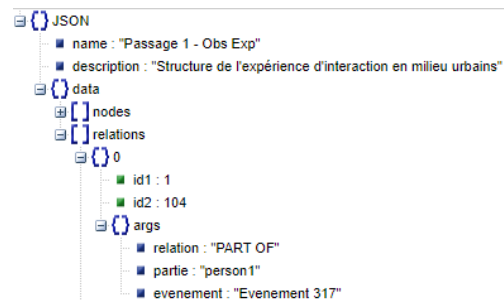 JSON
name : "Passage 1 - Obs Exp"
description : "Structure de l'expérience d'interaction en milieu urbains"
data
nodes
relations
0
id1 : 1
id2 : 104
args
relation : "PART OF"
partie : "person1"
evenement : "Evenement 317"